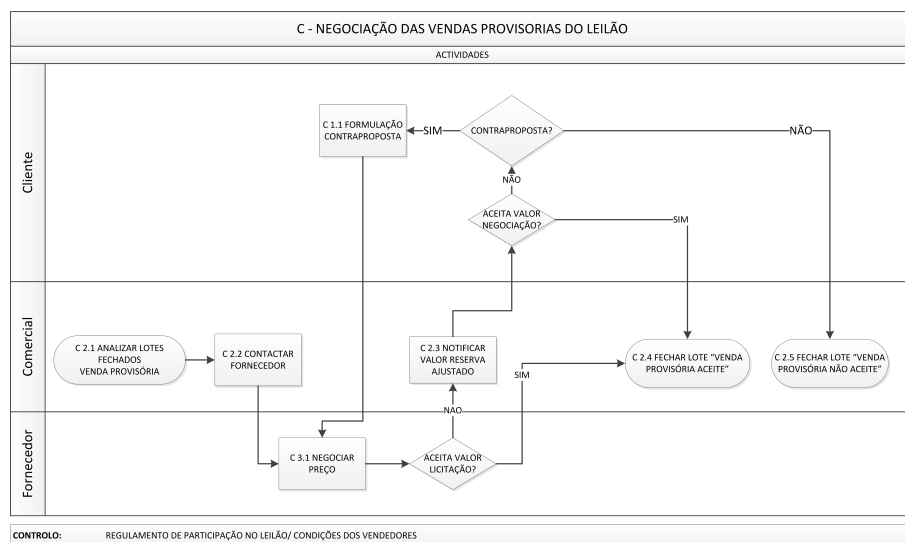 C - NEGOCIAÇÃO DAS VENDAS PROVISORIAS DO LEILÃO
ACTIVIDADES
Cliente
C 1.1 FORMULAÇÃO
CONTRAPROPOSTA
SIM
CONTRAPROPOSTA?
NÃO
NÃO
ACEITA VALOR
NEGOCIAÇÃO?
SIM
Comercial
C 2.1 ANALIZAR LOTES
FECHADOS
VENDA PROVISÓRIA
C 2.2 CONTACTAR
FORNECEDOR
C 2.3 NOTIFICAR
VALOR RESERVA
AJUSTADO
SIM
C 2.4 FECHAR LOTE “VENDA
PROVISÓRIA ACEITE”
C 2.5 FECHAR LOTE “VENDA
PROVISÓRIA NÃO ACEITE”
NAO
Fornecedor
C 3.1 NEGOCIAR
PREÇO
ACEITA VALOR
LICITAÇÃO?
CONTROLO: REGULAMENTO DE PARTICIPAÇÃO NO LEILÃO/ CONDIÇÕES DOS VENDEDORES